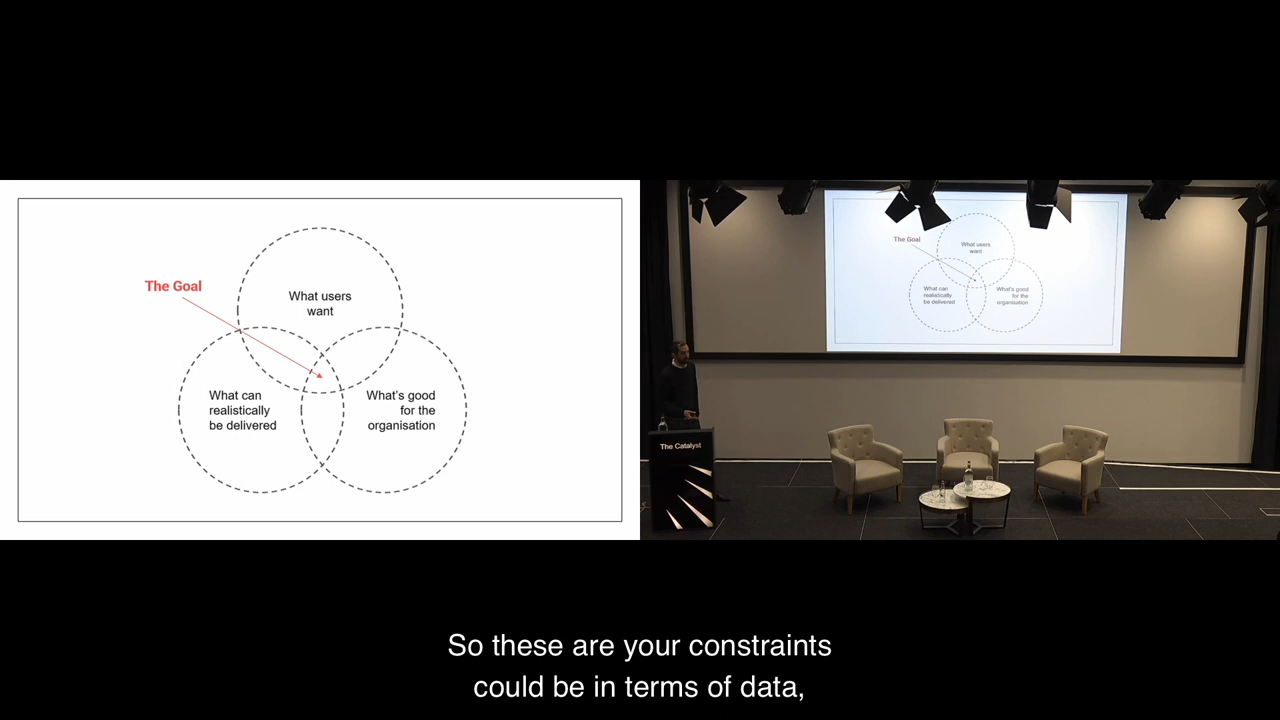 The Goal
What users
want
What can
realistically
be delivered
What's good
for the
organisation
The Goal
What users
want
What can
realistically
be delivered
What's good
for the
organisation
The Catalyst
So these are your constraints
could be in terms of data,